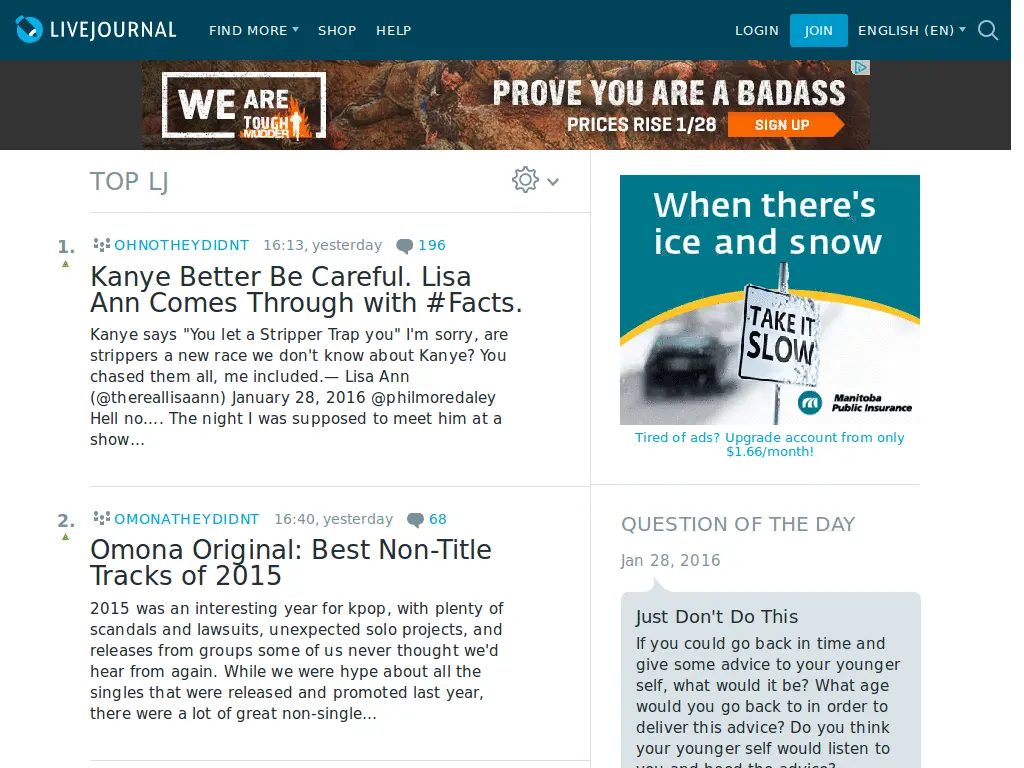 LIVEJOURNAL FIND MORE SHOP HELP LOGIN JOIN ENGLISH (EN)
WE ARE TOUGH MUDDER
PROVE YOU ARE A BADASS
PRICES RISE 1/28 SIGN UP
TOP LJ
1. OHNOTHEYDIDNT 16:13, yesterday 196
Kanye Better Be Careful. Lisa
Ann Comes Through with #Facts.
Kanye says "You let a Stripper Trap you" I'm sorry, are
strippers a new race we don't know about Kanye? You
chased them all, me included.— Lisa Ann
(@thereallisaann) January 28, 2016 @philmoredaley
Hell no.... The night I was supposed to meet him at a
show...
2. OMONATHEYDIDNT 16:40, yesterday 68
Omona Original: Best Non-Title
Tracks of 2015
2015 was an interesting year for kpop, with plenty of
scandals and lawsuits, unexpected solo projects, and
releases from groups some of us never thought we'd
hear from again. While we were hype about all the
singles that were released and promoted last year,
there were a lot of great non-single...
When there's
ice and snow
TAKE IT
SLOW
Manitoba
Public Insurance
Tired of ads? Upgrade account from only
$1.66/month!
QUESTION OF THE DAY
Jan 28, 2016
Just Don't Do This
If you could go back in time and
give some advice to your younger
self, what would it be? What age
would you go back to in order to
deliver this advice? Do you think
your younger self would listen to
you and heed the advice?